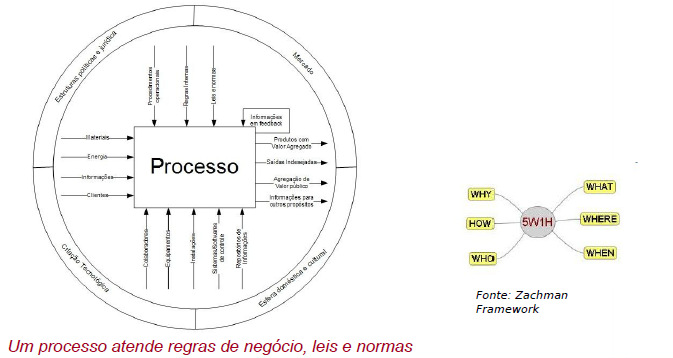 Estruturas políticas e jurídica
Mercado
Procedimentos
operacionais
Regras Internas
Leis e normas
Informações
em feedback
Materiais
Energia
Informações
Clientes
Processo
Produtos com
Valor Agregado
Saídas Indesejadas
Agregação de
Valor público
Informações para
outros propósitos
Colaboradores
Equipamentos
Instalações
Sistemas/Softwares
de controle
Repositórios de
informações
Criação Tecnológica
Esfera doméstica e cultural
WHY
HOW
WHO
5W1H
WHAT
WHERE
WHEN
Fonte: Zachman
Framework
Um processo atende regras de negócio, leis e normas